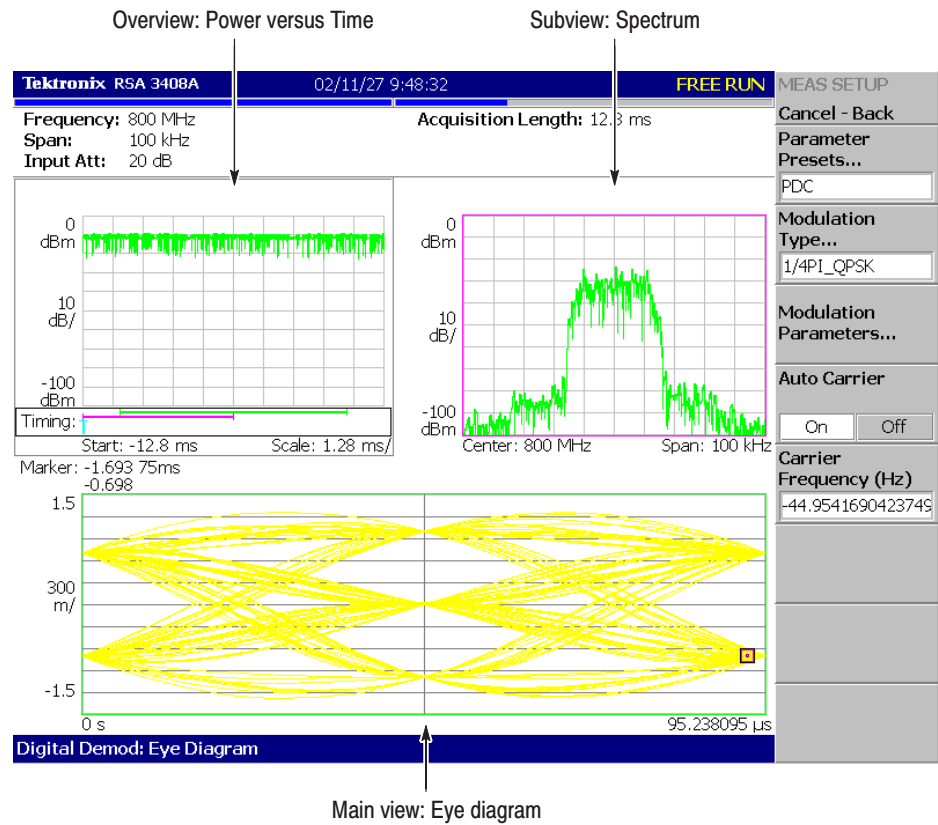 Overview: Power versus Time
Subview: Spectrum
Tektronix RSA 3408A 02/11/27 9:48:32 FREE RUN
Frequency: 800 MHz
Span: 100 kHz
Input Att: 20 dB
Acquisition Length: 12.8 ms
0
dBm
10
dB/
-100
dBm
Timing:
Start: -12.8 ms Scale: 1.28 ms/
0
dBm
10
dB/
-100
dBm
Center: 800 MHz Span: 100 kHz
Marker: -1.693 75ms
-0.698
1.5
300
m/
-1.5
0 s 95.238095 µs
Digital Demod: Eye Diagram
MEAS SETUP
Cancel - Back
Parameter
Presets...
PDC
Modulation
Type...
1/4PI_QPSK
Modulation
Parameters...
Auto Carrier
On Off
Carrier
Frequency (Hz)
-44.9541690423749
Main view: Eye diagram